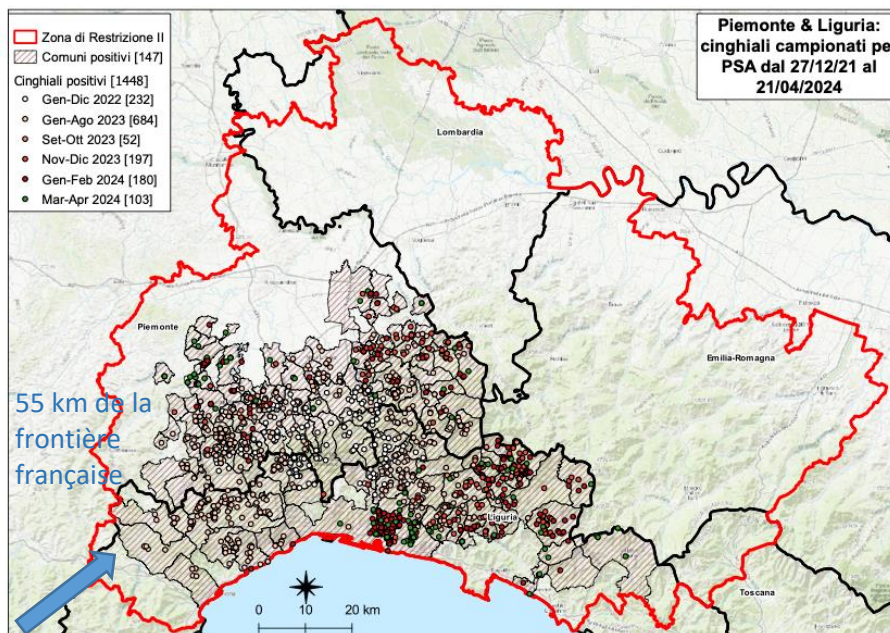 Zona di Restrizione II
Comuni positivi [147]
Cinghiali positivi [1448]
Gen-Dic 2022 [232]
Gen-Ago 2023 [684]
Set-Ott 2023 [52]
Nov-Dic 2023 [197]
Gen-Feb 2024 [180]
Mar-Apr 2024 [103]
Piemonte & Liguria:
cinghiali campionati pe
PSA dal 27/12/21 al
21/04/2024
Lombardia
Piemonte
Emilia-Romagna
55 km de la
frontière
française
Liguria
Toscana
0 10 20 km